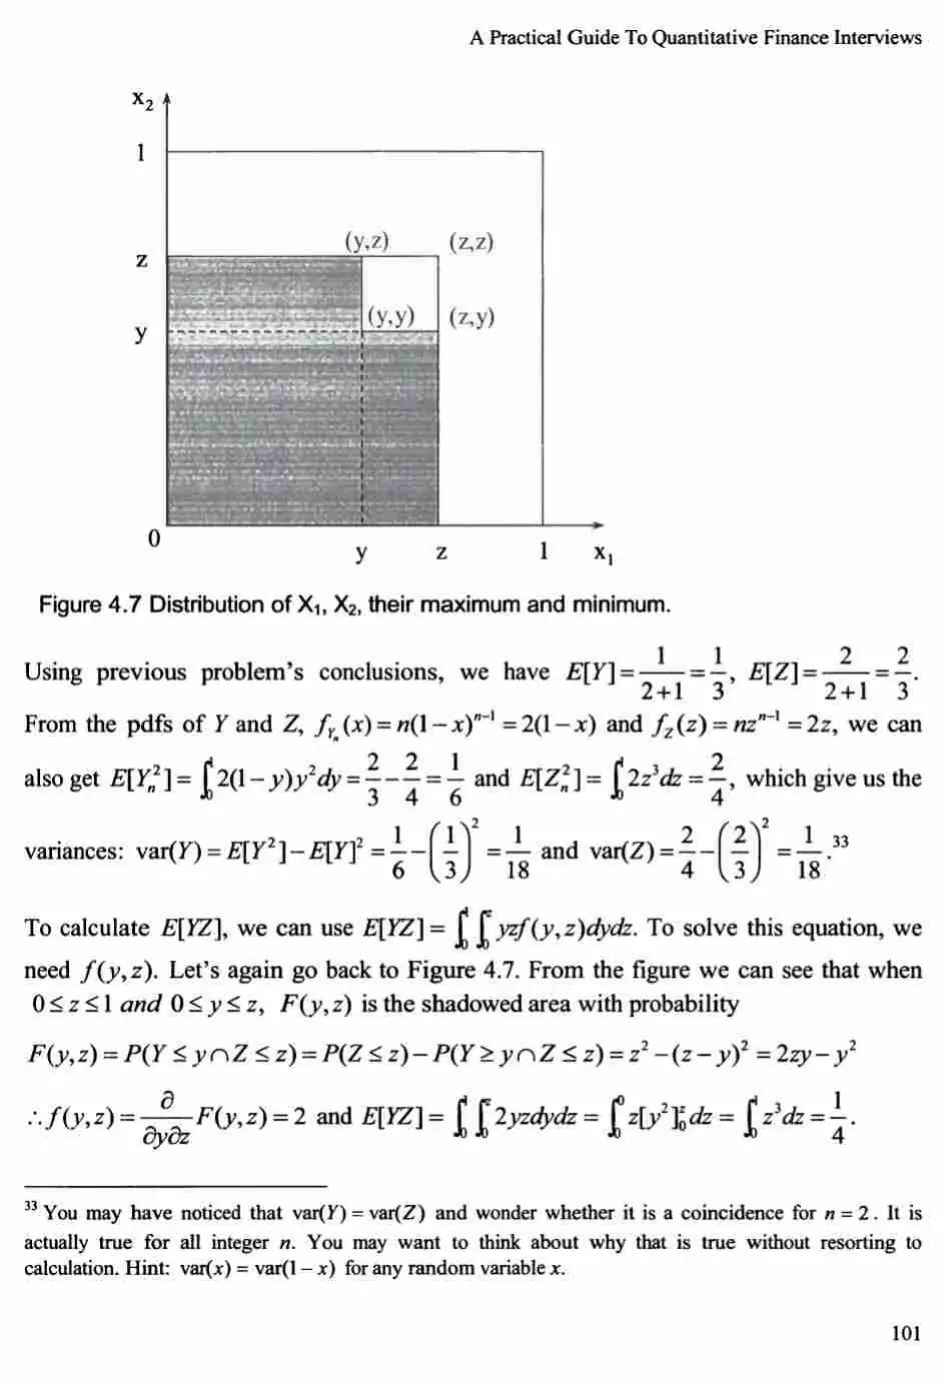 A Practical Guide To Quantitative Finance Interviews
x₂
1
(y,z) (z,z)
z
(y,y) (z,y)
y
0
y z 1 x₁
Figure 4.7 Distribution of X₁, X₂, their maximum and minimum.
Using previous problem's conclusions, we have E[Y] = 1/(2+1) = 1/3, E[Z] = 2/(2+1) = 2/3.
From the pdfs of Y and Z, f_{Y_n}(x) = n(1−x)^{n−1} = 2(1−x) and f_Z(z) = nz^{n−1} = 2z, we can
also get E[Y_n²] = ∫₀¹ 2(1−y)y²dy = 2/3 − 2/4 = 1/6 and E[Z_n²] = ∫₀¹ 2z³dz = 2/4, which give us the
variances: var(Y) = E[Y²] − E[Y]² = 1/6 − (1/3)² = 1/18 and var(Z) = 2/4 − (2/3)² = 1/18.³³
To calculate E[YZ], we can use E[YZ] = ∫₀¹ ∫₀ᶻ yzf(y,z)dydz. To solve this equation, we
need f(y,z). Let's again go back to Figure 4.7. From the figure we can see that when
0 ≤ z ≤ 1 and 0 ≤ y ≤ z, F(y,z) is the shadowed area with probability
F(y,z) = P(Y ≤ y ∩ Z ≤ z) = P(Z ≤ z) − P(Y ≥ y ∩ Z ≤ z) = z² − (z − y)² = 2zy − y²
∴ f(y,z) = ∂/∂y∂z F(y,z) = 2 and E[YZ] = ∫₀¹ ∫₀ᶻ 2yzdydz = ∫₀¹ z[y²]₀ᶻ dz = ∫₀¹ z³dz = 1/4.
³³ You may have noticed that var(Y) = var(Z) and wonder whether it is a coincidence for n = 2. It is
actually true for all integer n. You may want to think about why that is true without resorting to
calculation. Hint: var(x) = var(1 − x) for any random variable x.
101